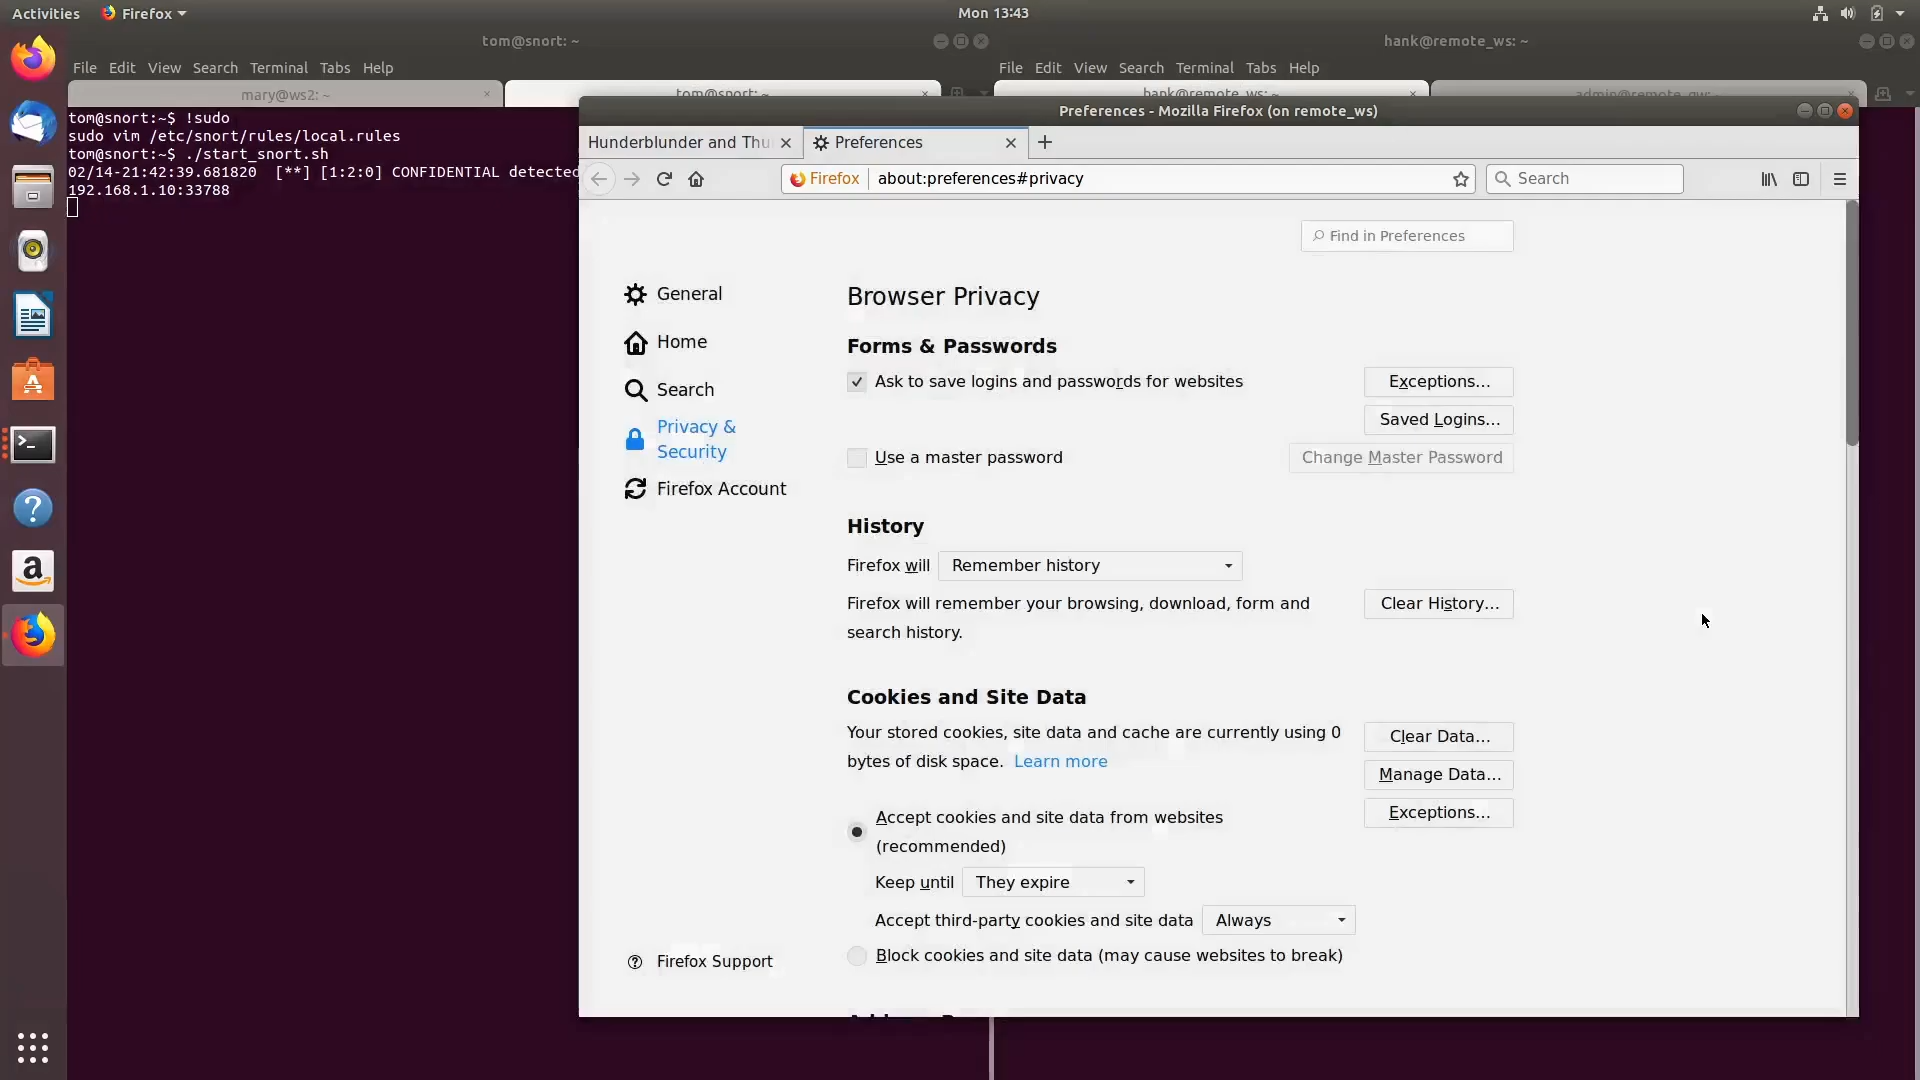 Activities
Firefox
Mon 13:43
tom@snort: ~
File Edit View Search Terminal Tabs Help
mary@ws2: ~
tom@snort: ~
tom@snort:~$ !sudo
sudo vim /etc/snort/rules/local.rules
tom@snort:~$ ./start_snort.sh
02/14-21:42:39.681820 [**] [1:2:0] CONFIDENTIAL detected
192.168.1.10:33788
hank@remote_ws: ~
File Edit View Search Terminal Tabs Help
hank@remote_ws: ~
admin@remote_gw: ~
Preferences - Mozilla Firefox (on remote_ws)
Hunderblunder and Thu
Preferences
Firefox
about:preferences#privacy
Search
Find in Preferences
General
Home
Search
Privacy &
Security
Firefox Account
Firefox Support
Browser Privacy
Forms & Passwords
Ask to save logins and passwords for websites
Exceptions...
Saved Logins...
Use a master password
Change Master Password
History
Firefox will
Remember history
Firefox will remember your browsing, download, form and
search history.
Clear History...
Cookies and Site Data
Your stored cookies, site data and cache are currently using 0
bytes of disk space. Learn more
Clear Data...
Manage Data...
Exceptions...
Accept cookies and site data from websites
(recommended)
Keep until
They expire
Accept third-party cookies and site data
Always
Block cookies and site data (may cause websites to break)